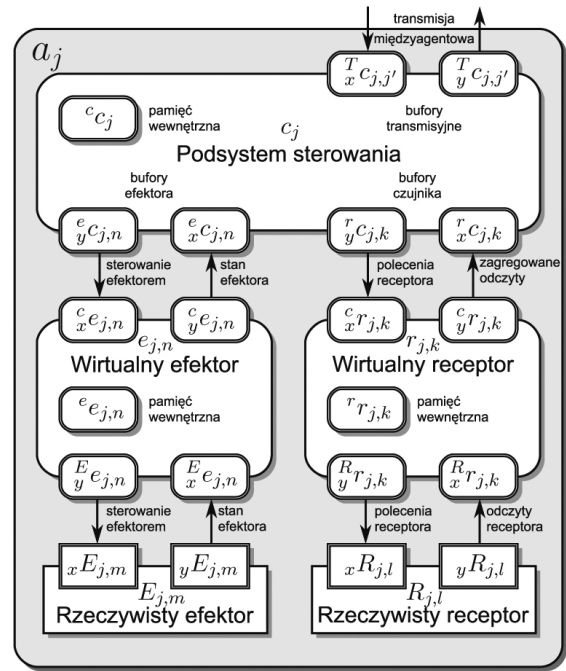 transmisja
międzyagentowa
a_j
^T_x c_{j,j'} ^T_y c_{j,j'}
^c c_j pamięć wewnętrzna
bufory transmisyjne
c_j
Podsystem sterowania
bufory efektora
bufory czujnika
^e_y c_{j,n} ^e_x c_{j,n} ^r_y c_{j,k} ^r_x c_{j,k}
sterowanie efektorem
stan efektora
polecenia receptora
zagregowane odczyty
^c_x e_{j,n} ^c_y e_{j,n} ^c_x r_{j,k} ^c_y r_{j,k}
e_{j,n} r_{j,k}
Wirtualny efektor Wirtualny receptor
^e e_{j,n} pamięć wewnętrzna
^r r_{j,k} pamięć wewnętrzna
^E_y e_{j,n} ^E_x e_{j,n} ^R_y r_{j,k} ^R_x r_{j,k}
sterowanie efektorem
stan efektora
polecenia receptora
odczyty receptora
_x E_{j,m} _y E_{j,m} _x R_{j,l} _y R_{j,l}
E_{j,m} R_{j,l}
Rzeczywisty efektor Rzeczywisty receptor